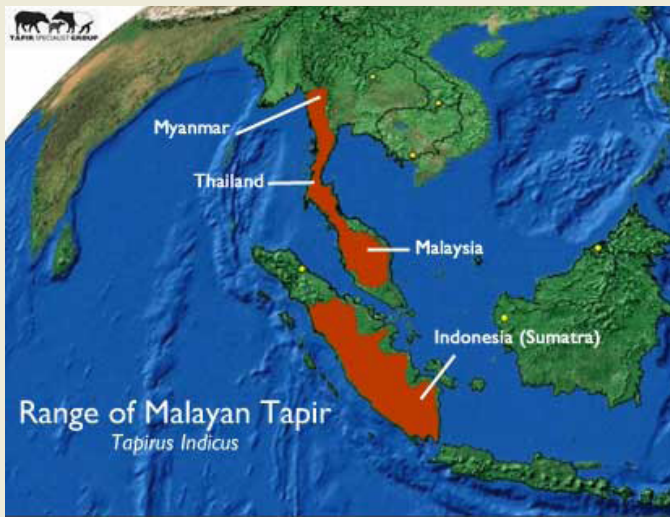 TAPIR SPECIALIST GROUP
Myanmar
Thailand
Malaysia
Indonesia (Sumatra)
Range of Malayan Tapir
Tapirus Indicus